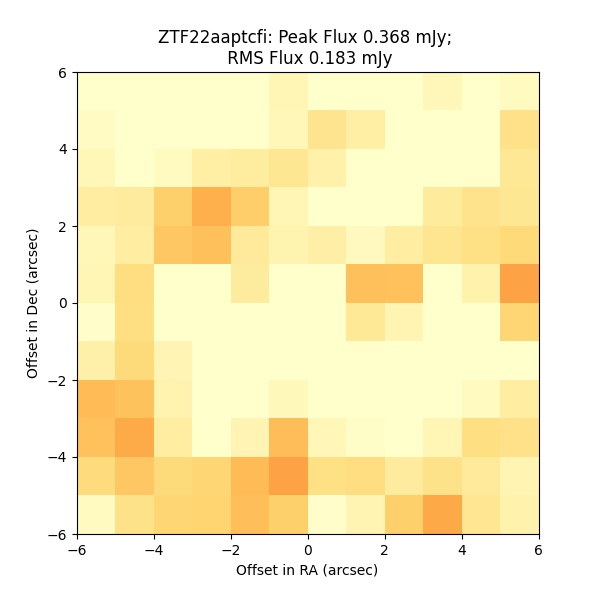 ZTF22aaptcfi: Peak Flux 0.368 mJy;
RMS Flux 0.183 mJy
6
4
2
0
−2
−4
−6
Offset in Dec (arcsec)
−6 −4 −2 0 2 4 6
Offset in RA (arcsec)